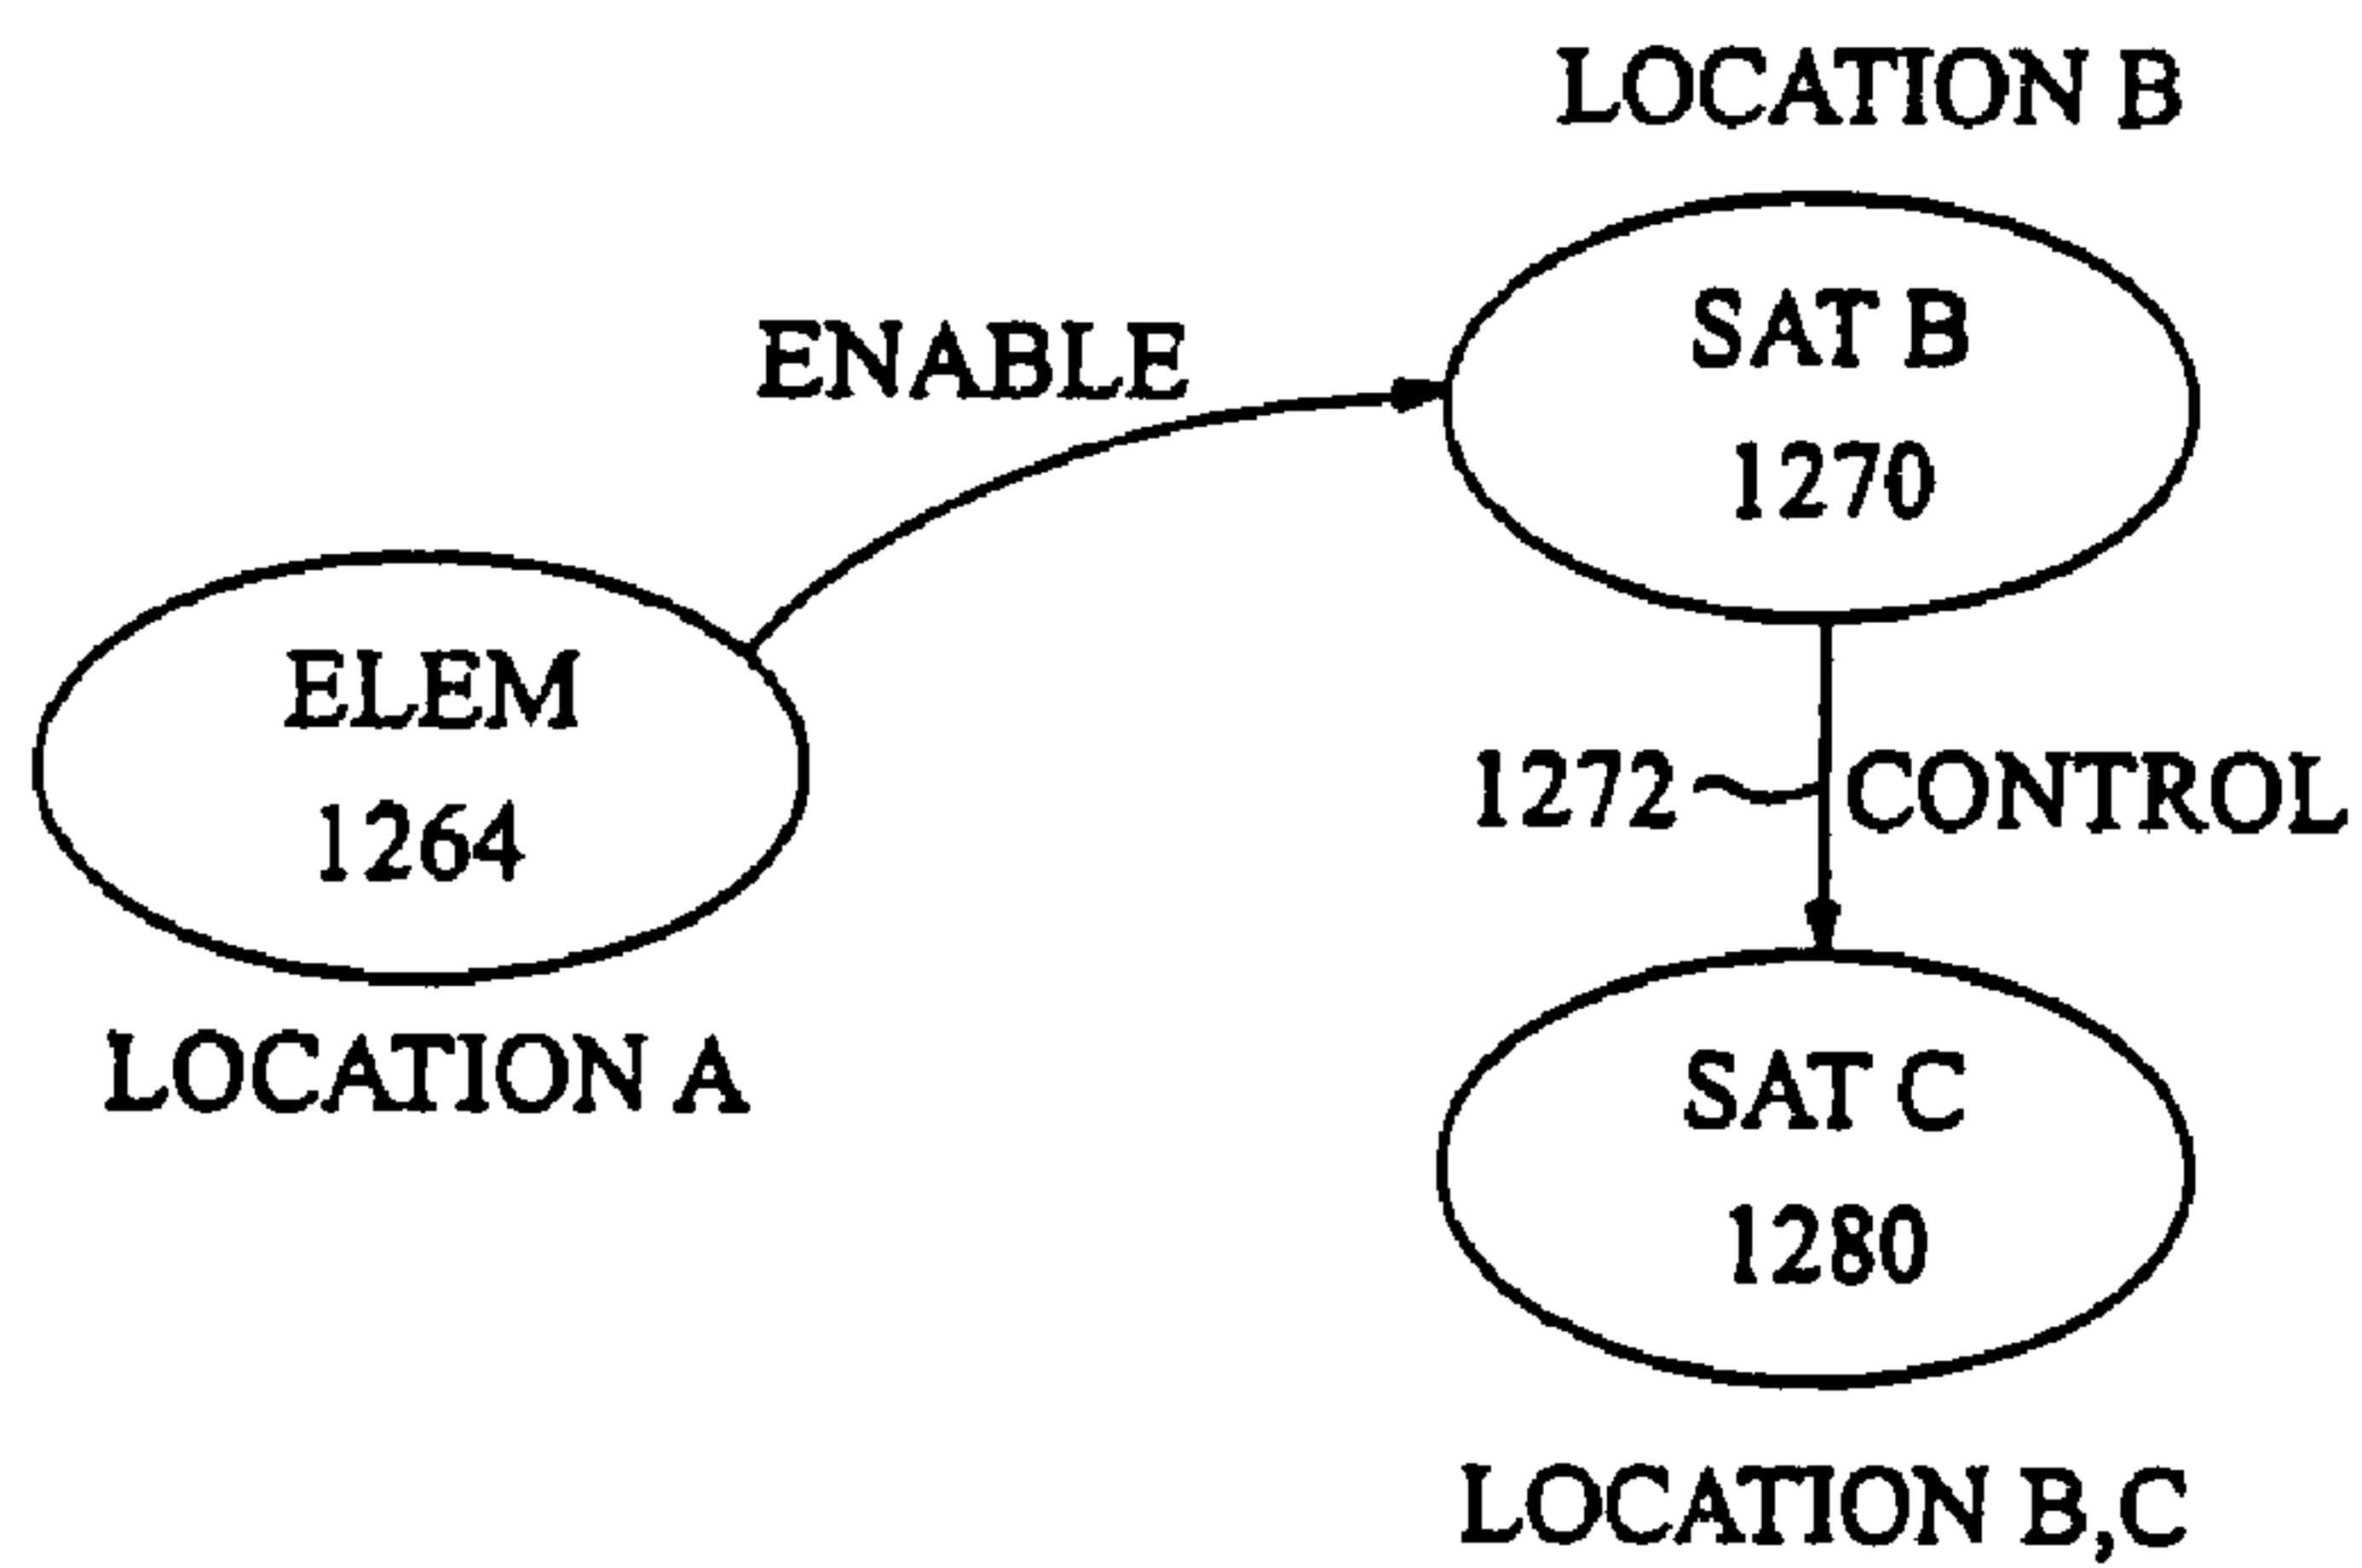 LOCATION B
SAT B
1270
ENABLE
ELEM
1264
LOCATION A
1272
CONTROL
SAT C
1280
LOCATION B,C